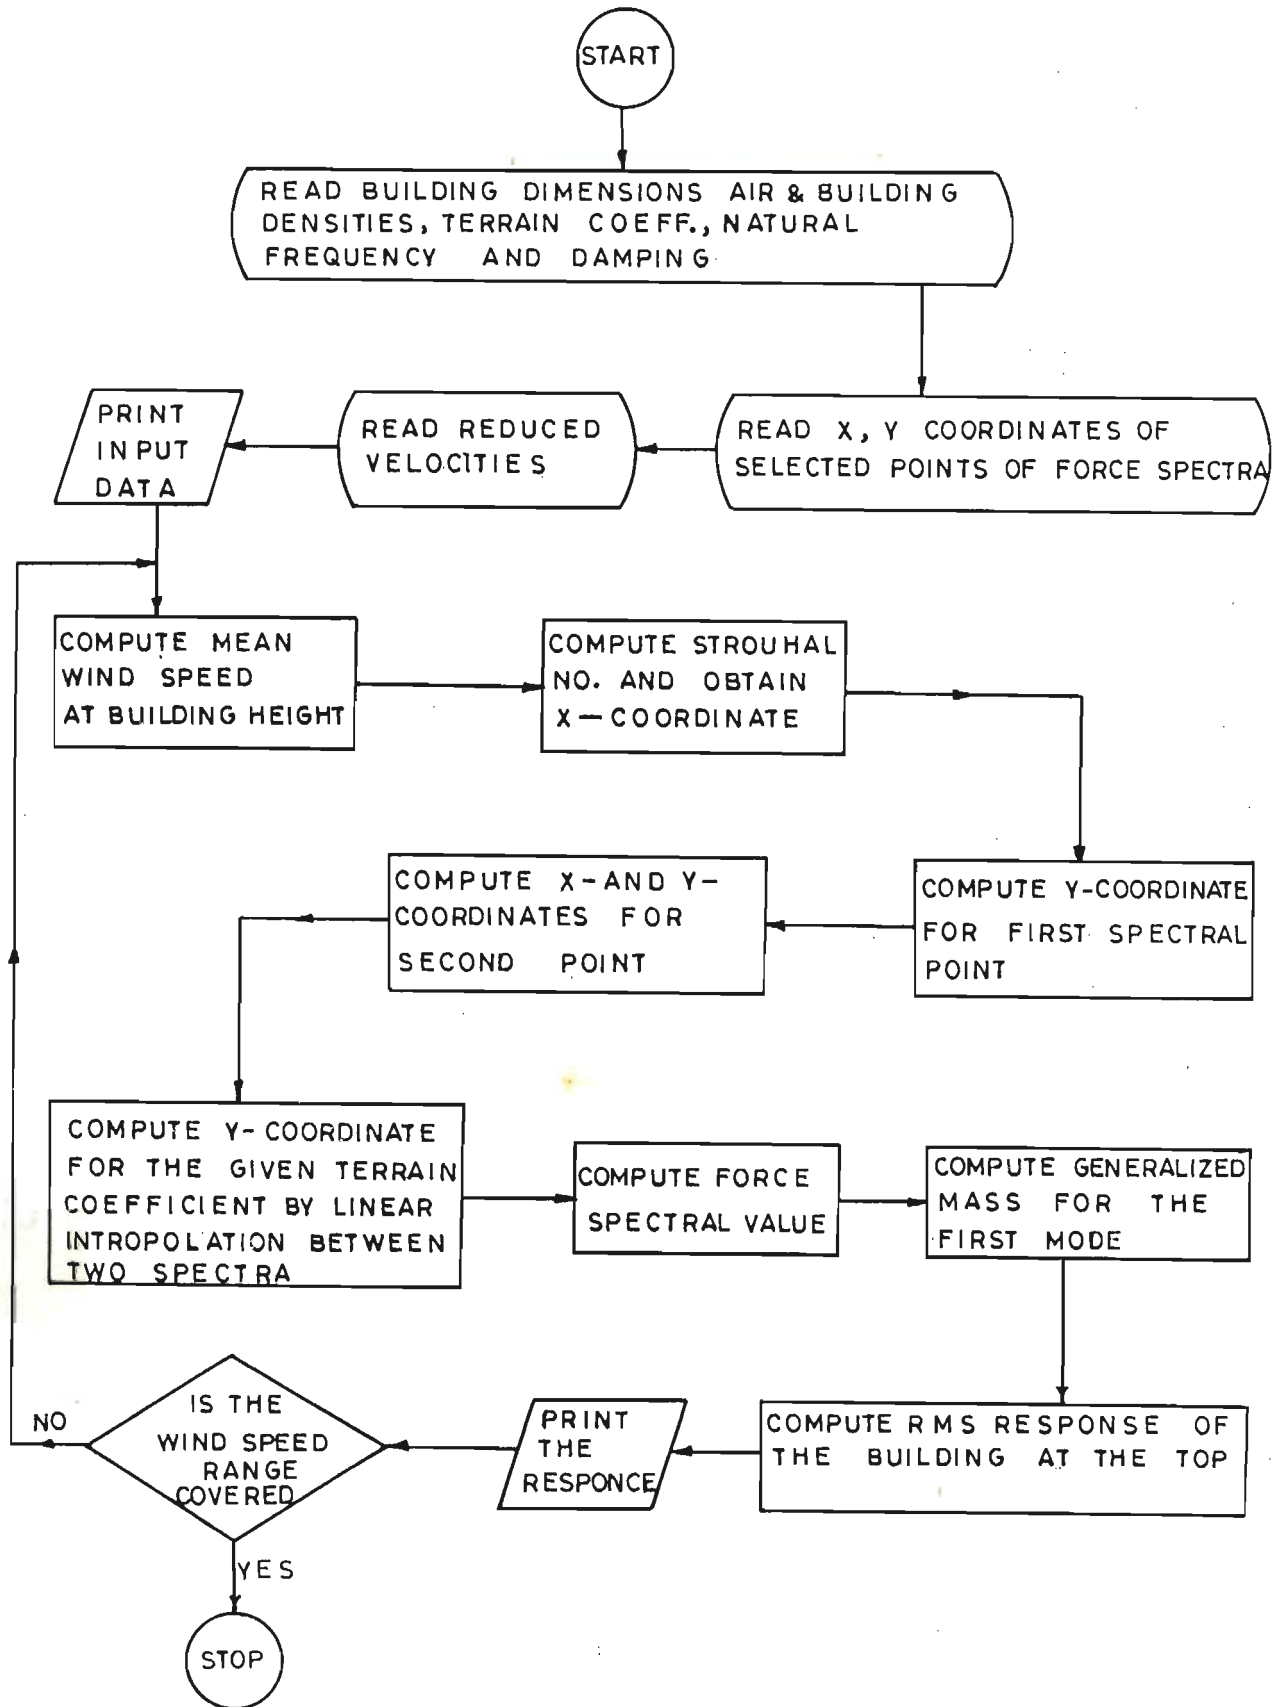 START
READ BUILDING DIMENSIONS AIR & BUILDING
DENSITIES, TERRAIN COEFF., NATURAL
FREQUENCY AND DAMPING
READ X, Y COORDINATES OF
SELECTED POINTS OF FORCE SPECTRA
READ REDUCED
VELOCITIES
PRINT
INPUT
DATA
COMPUTE MEAN
WIND SPEED
AT BUILDING HEIGHT
COMPUTE STROUHAL
NO. AND OBTAIN
X-COORDINATE
COMPUTE Y-COORDINATE
FOR FIRST SPECTRAL
POINT
COMPUTE X- AND Y-
COORDINATES FOR
SECOND POINT
COMPUTE Y-COORDINATE
FOR THE GIVEN TERRAIN
COEFFICIENT BY LINEAR
INTROPOLATION BETWEEN
TWO SPECTRA
COMPUTE FORCE
SPECTRAL VALUE
COMPUTE GENERALIZED
MASS FOR THE
FIRST MODE
COMPUTE RMS RESPONSE OF
THE BUILDING AT THE TOP
PRINT
THE
RESPONCE
IS THE
WIND SPEED
RANGE
COVERED
NO
YES
STOP